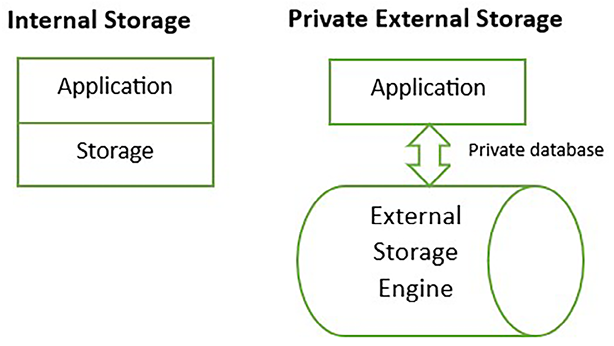 Internal Storage
Application
Storage
Private External Storage
Application
Private database
External
Storage
Engine